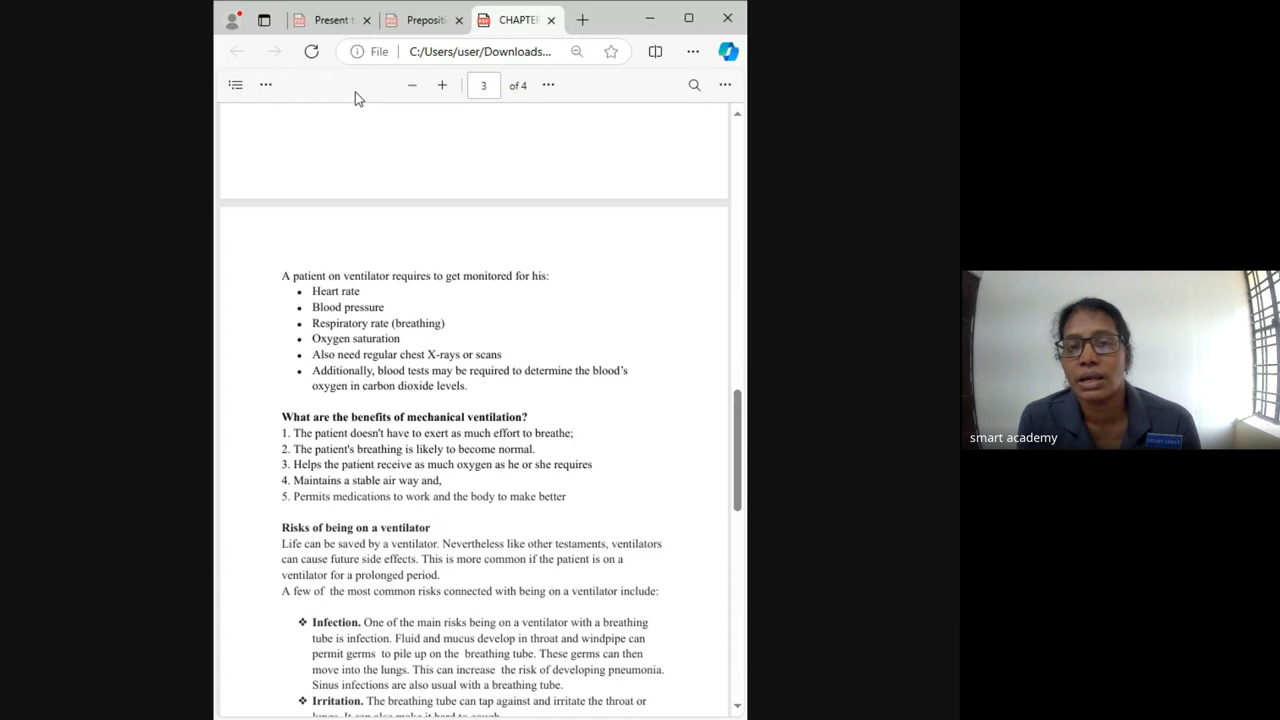 Present t
Prepositi
CHAPTER
File
C:/Users/user/Downloads...
3 of 4
A patient on ventilator requires to get monitored for his:
• Heart rate
• Blood pressure
• Respiratory rate (breathing)
• Oxygen saturation
• Also need regular chest X-rays or scans
• Additionally, blood tests may be required to determine the blood's
oxygen in carbon dioxide levels.
What are the benefits of mechanical ventilation?
1. The patient doesn't have to exert as much effort to breathe;
2. The patient's breathing is likely to become normal.
3. Helps the patient receive as much oxygen as he or she requires
4. Maintains a stable air way and,
5. Permits medications to work and the body to make better
Risks of being on a ventilator
Life can be saved by a ventilator. Nevertheless like other testaments, ventilators
can cause future side effects. This is more common if the patient is on a
ventilator for a prolonged period.
A few of  the most common risks connected with being on a ventilator include:
❖ Infection. One of the main risks being on a ventilator with a breathing
tube is infection. Fluid and mucus develop in throat and windpipe can
permit germs  to pile up on the  breathing tube. These germs can then
move into the lungs. This can increase  the risk of developing pneumonia.
Sinus infections are also usual with a breathing tube.
❖ Irritation. The breathing tube can tap against and irritate the throat or
lungs. It can also make it hard to cough.
smart academy